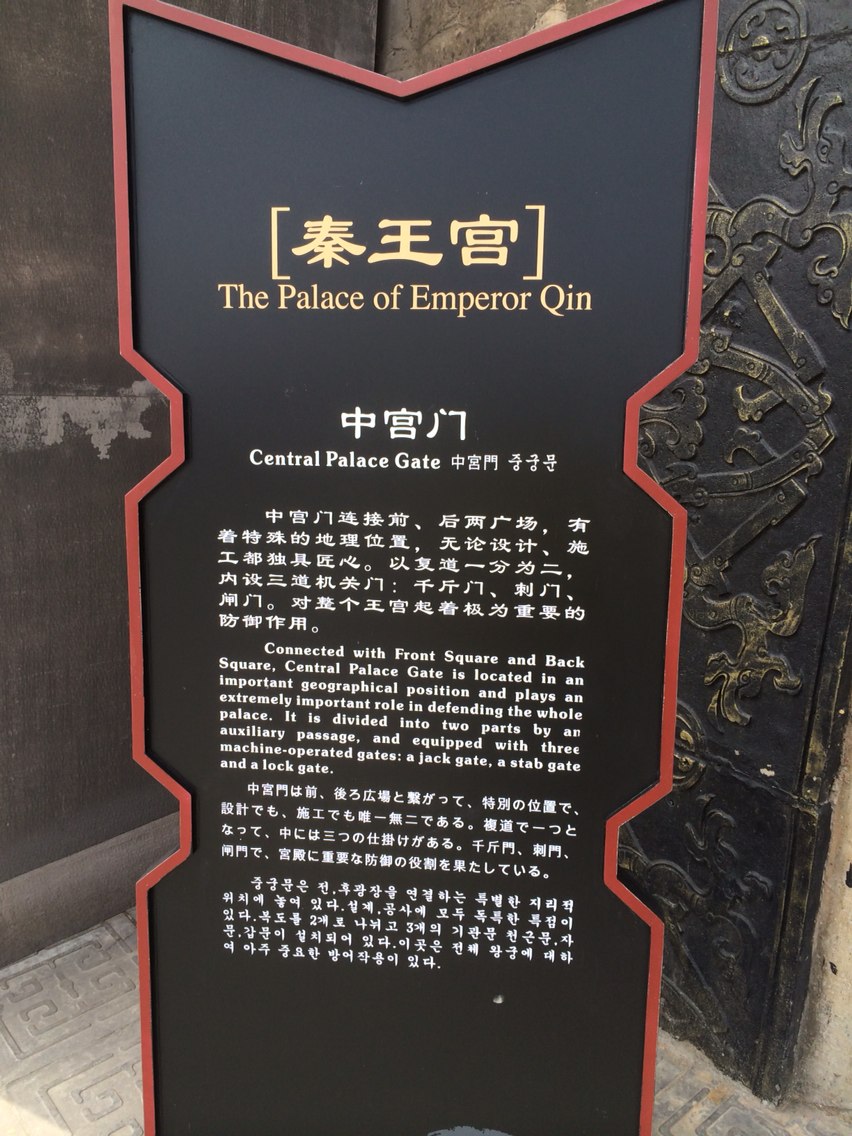 [秦王宫]
The Palace of Emperor Qin
中宫门
Central Palace Gate 中宮門 중궁문
中宫门连接前、后两广场，有
着特殊的地理位置，无论设计、施
工都独具匠心。以复道一分为二，
内设三道机关门：千斤门、刺门、
闸门。对整个王宫起着极为重要的
防御作用。
Connected with Front Square and Back
Square, Central Palace Gate is located in an
important geographical position and plays an
extremely important role in defending the whole
palace. It is divided into two parts by an
auxiliary passage, and equipped with three
machine-operated gates: a jack gate, a stab gate
and a lock gate.
中宮門は前、後ろ広場と繋がって、特別の位置で、
設計でも、施工でも唯一無二である。複道で一つと
なって、中には三つの仕掛けがある。千斤門、刺門、
闸門で、宮殿に重要な防御の役割を果たしている。
중궁문은 전,후광장을 연결하는 특별한 지리적
위치에 놓여 있다.설계,공사에 모두 독특한 특점이
있다.복도를 2개로 나뉘고 3개의 기관문 천근문,자
문,갑문이 설치되어 있다.이곳은 전체 왕궁에 대하
여 아주 중요한 방어작용이 있다.